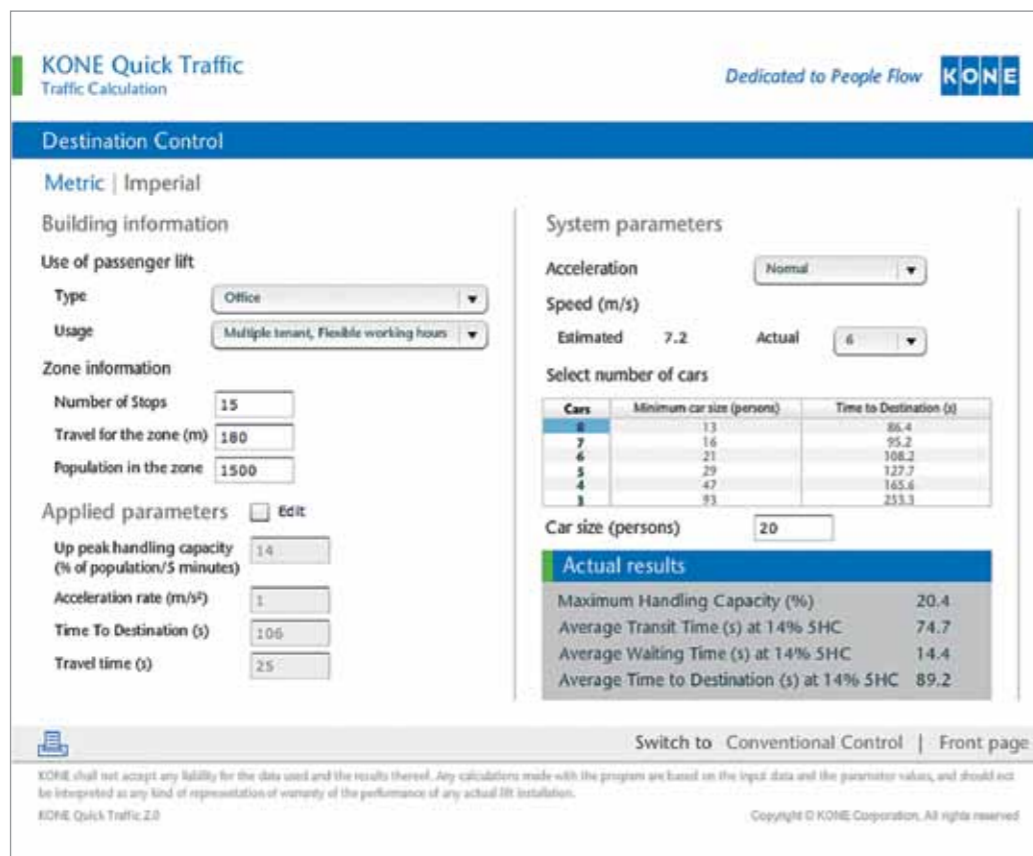 KONE Quick Traffic
Traffic Calculation
Dedicated to People Flow
KONE
Destination Control
Metric | Imperial
Building information
Use of passenger lift
Type
Office
Usage
Multiple tenant, Flexible working hours
Zone information
Number of Stops
15
Travel for the zone (m)
180
Population in the zone
1500
Applied parameters
Edit
Up peak handling capacity
(% of population/5 minutes)
14
Acceleration rate (m/s²)
1
Time To Destination (s)
106
Travel time (s)
25
System parameters
Acceleration
Normal
Speed (m/s)
Estimated 7.2 Actual 6
Select number of cars
Cars Minimum car size (persons) Time to Destination (s)
8 13 86.4
7 16 95.2
6 21 108.2
5 29 127.7
4 47 165.6
3 93 253.3
Car size (persons) 20
Actual results
Maximum Handling Capacity (%) 20.4
Average Transit Time (s) at 14% 5HC 74.7
Average Waiting Time (s) at 14% 5HC 14.4
Average Time to Destination (s) at 14% 5HC 89.2
Switch to Conventional Control | Front page
KONE shall not accept any liability for the data used and the results thereof. Any calculations made with the program are based on the input data and the parameter values, and should not
be interpreted as any kind of representation of warranty of the performance of any actual lift installation.
KONE Quick Traffic 2.0
Copyright © KONE Corporation, All rights reserved